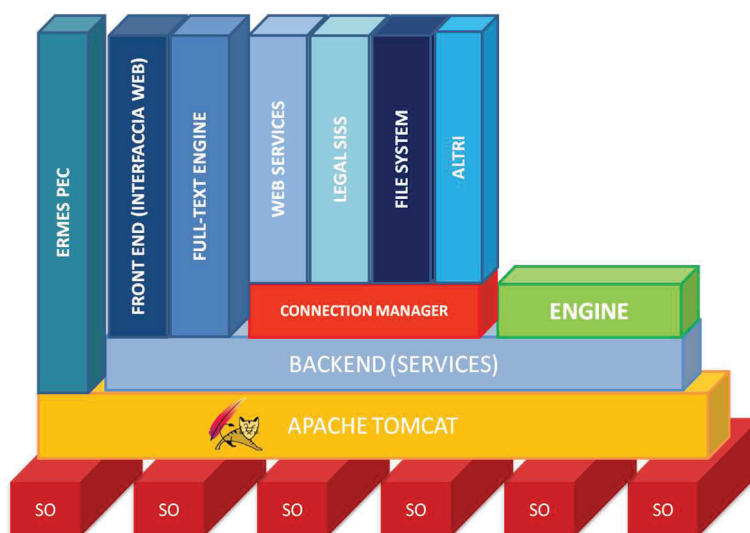 ERMES PEC
FRONT END (INTERFACCIA WEB)
FULL-TEXT ENGINE
WEB SERVICES
LEGAL SISS
FILE SYSTEM
ALTRI
CONNECTION MANAGER
ENGINE
BACKEND (SERVICES)
APACHE TOMCAT
SO
SO
SO
SO
SO
SO